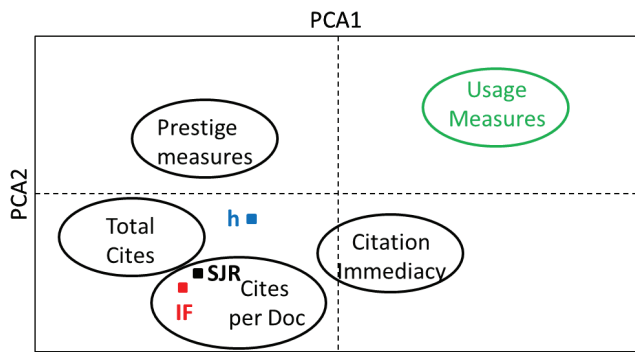 PCA1
Usage
Measures
Prestige
measures
PCA2
Total
Cites
h
Citation
Immediacy
SJR
Cites
per Doc
IF